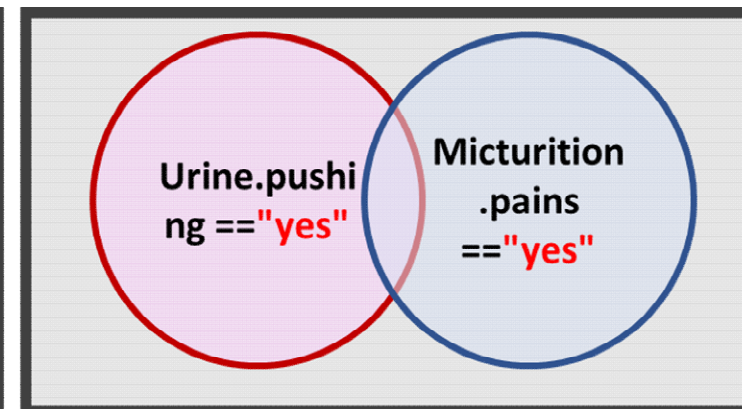 Urine.pushi
ng =="yes"
Micturition
.pains
=="yes"